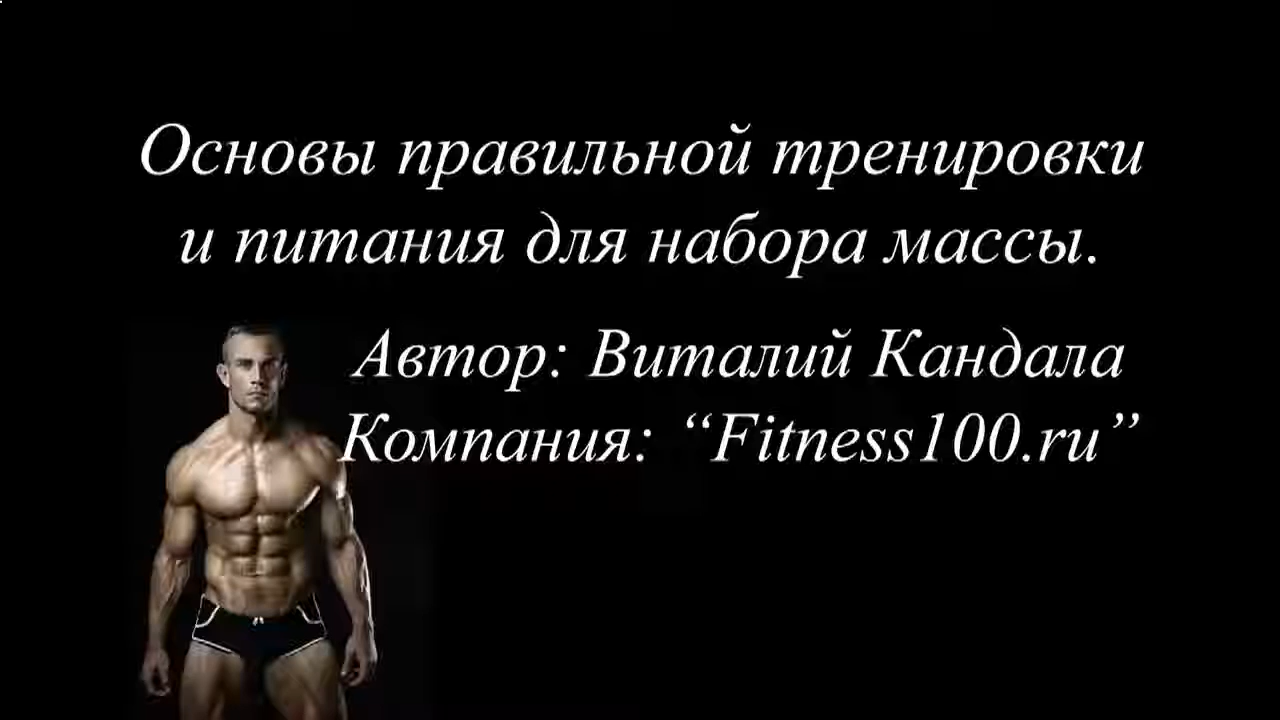 Основы правильной тренировки
и питания для набора массы.
Автор: Виталий Кандала
Компания: “Fitness100.ru”